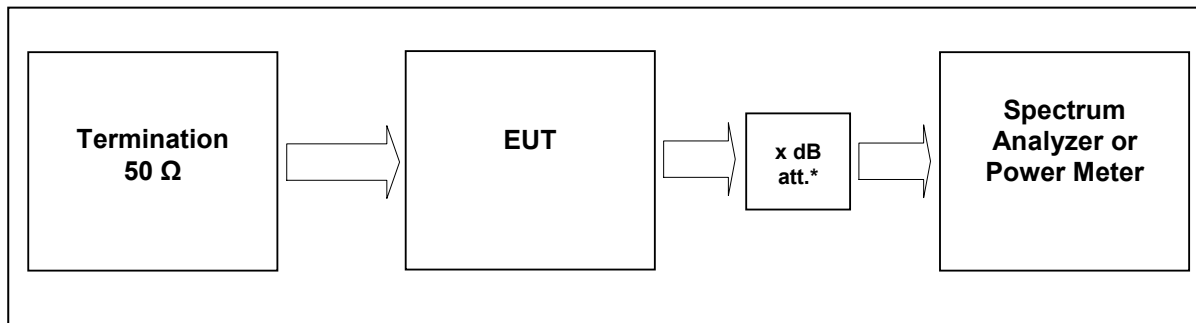 Termination
50 Ω
EUT
x dB
att.*
Spectrum
Analyzer or
Power Meter